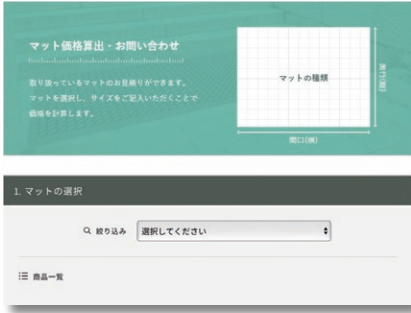 マット価格算出・お問い合わせ
取り扱っているマットのお見積りができます。
マットを選択し、サイズをご記入いただくことで
価格を計算します。
マットの種類
奥行(縦)
間口(横)
1. マットの選択
絞り込み 選択してください
商品一覧